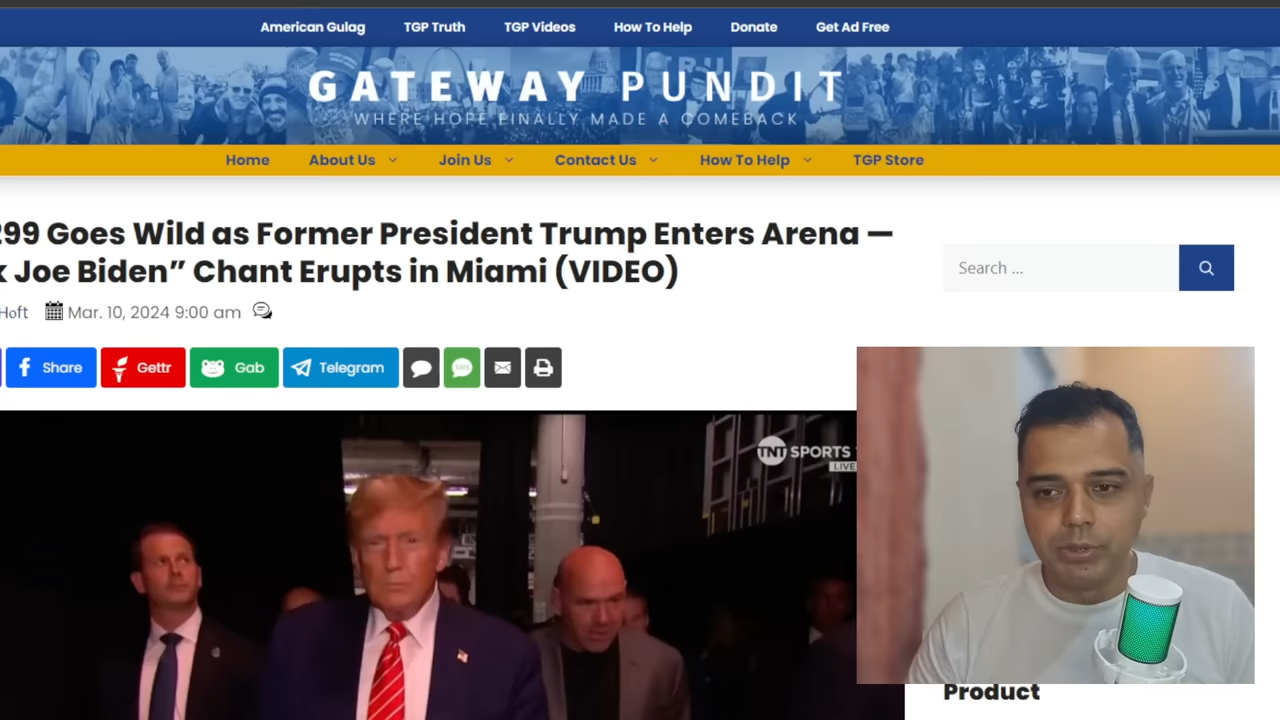 American Gulag TGP Truth TGP Videos How To Help Donate Get Ad Free
GATEWAY PUNDIT
WHERE HOPE FINALLY MADE A COMEBACK
Home About Us Join Us Contact Us How To Help TGP Store
299 Goes Wild as Former President Trump Enters Arena —
k Joe Biden” Chant Erupts in Miami (VIDEO)
Search ...
Hoft Mar. 10, 2024 9:00 am
Share Gettr Gab Telegram SMS
TNT SPORTS
LIVE
Product